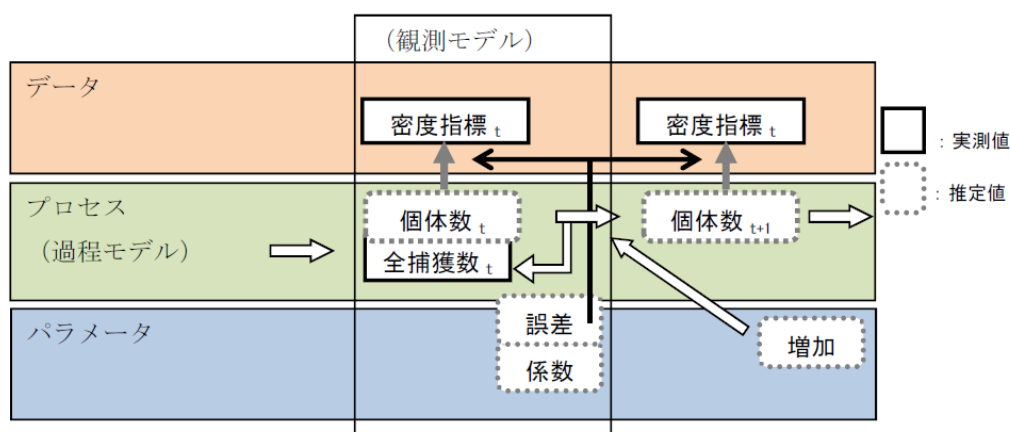 （観測モデル）
データ
密度指標 t
密度指標 t
：実測値
プロセス
（過程モデル）
個体数 t
全捕獲数 t
個体数 t+1
：推定値
パラメータ
誤差
係数
増加